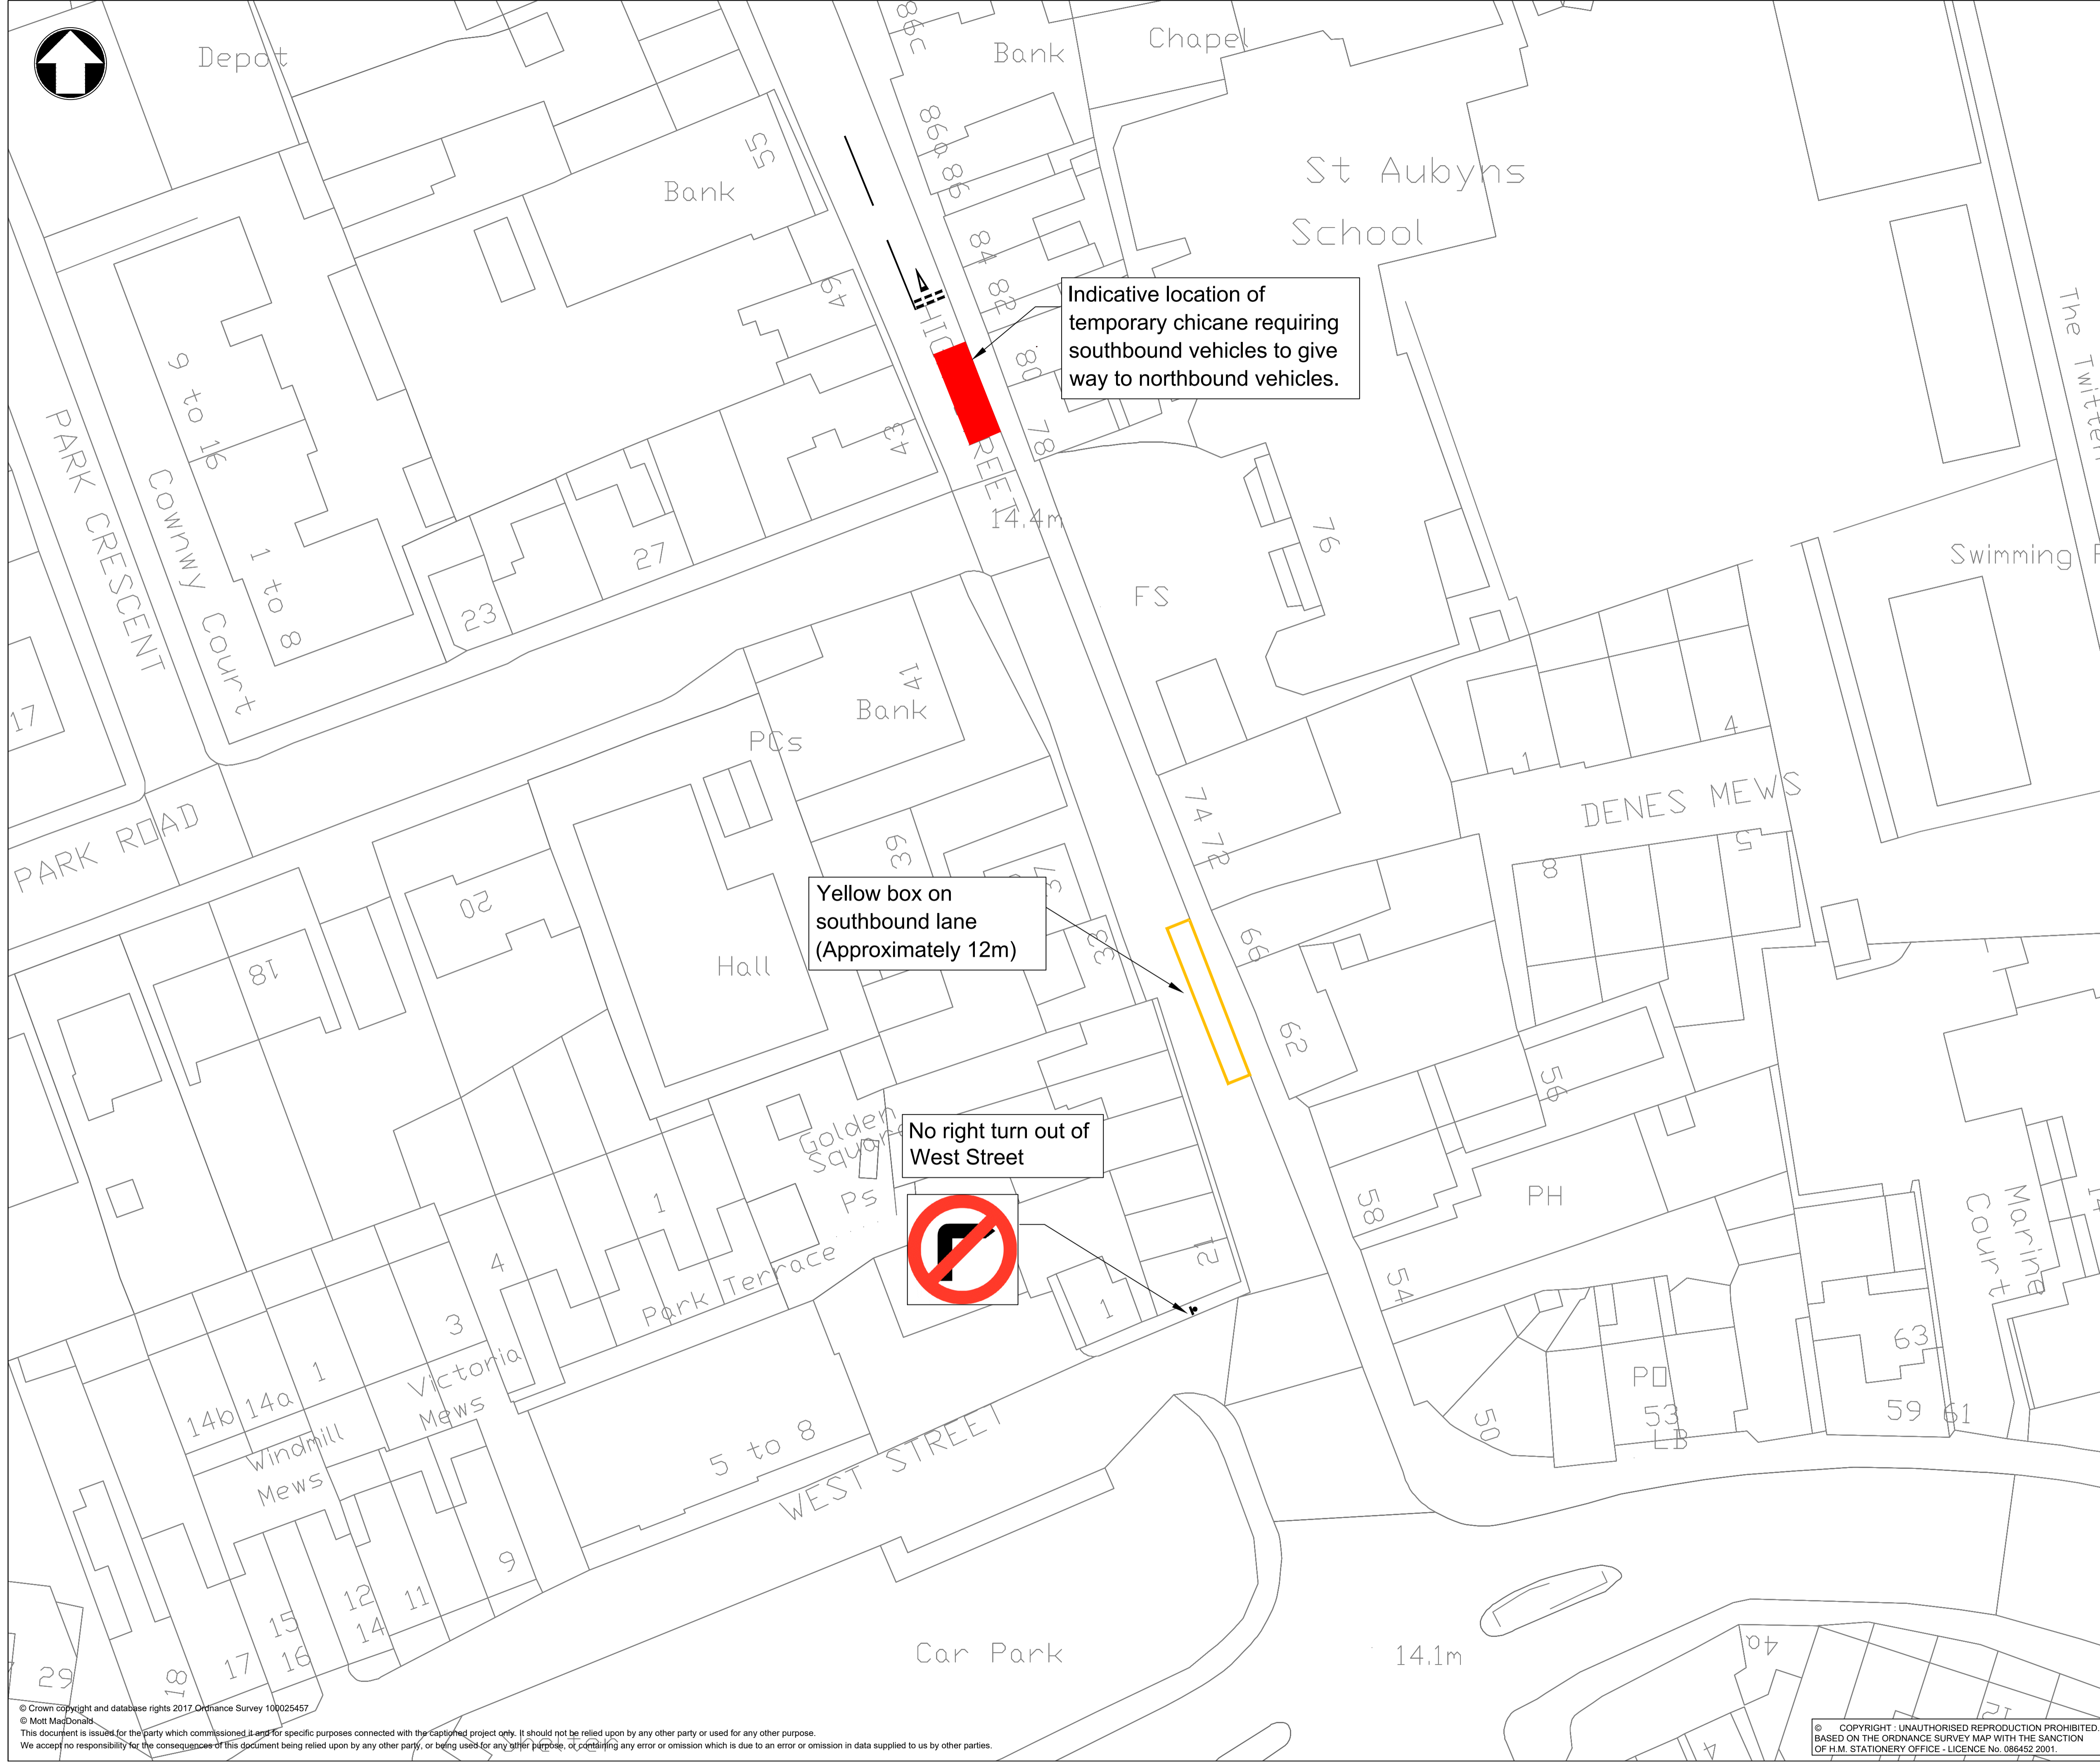 Depot
86c
Bank
Chapel
55
Bank
86a 86
St Aubyns
School
84 82
49
The Twitten
Indicative location of
temporary chicane requiring
southbound vehicles to give
way to northbound vehicles.
80
78
43
9 to 16
PARK CRESCENT
Cownwy Court
1 to 8
14.4m
76
27
23
FS
Swimming
17
41
Bank
PCs
4
1
DENES MEWS
PARK ROAD
74 72
39
5
8
20
Yellow box on
southbound lane
(Approximately 12m)
33
66
Hall
18
62
56
Golden
Square
No right turn out of
West Street
Ps
1
58
PH
Marine
Court
4
12
54
Park Terrace
1
3
63
Victoria
Mews
1
14b 14a
PO
53
LB
59 61
50
Windmill
Mews
5 to 8
WEST STREET
9
12
11
15
14
17
16
18
29
Car Park
14.1m
4a
12
4
Shelter
© Crown copyright and database rights 2017 Ordnance Survey 100025457
© Mott MacDonald
This document is issued for the party which commissioned it and for specific purposes connected with the captioned project only. It should not be relied upon by any other party or used for any other purpose.
We accept no responsibility for the consequences of this document being relied upon by any other party, or being used for any other purpose, or containing any error or omission which is due to an error or omission in data supplied to us by other parties.
© COPYRIGHT : UNAUTHORISED REPRODUCTION PROHIBITED.
BASED ON THE ORDNANCE SURVEY MAP WITH THE SANCTION
OF H.M. STATIONERY OFFICE - LICENCE No. 086452 2001.